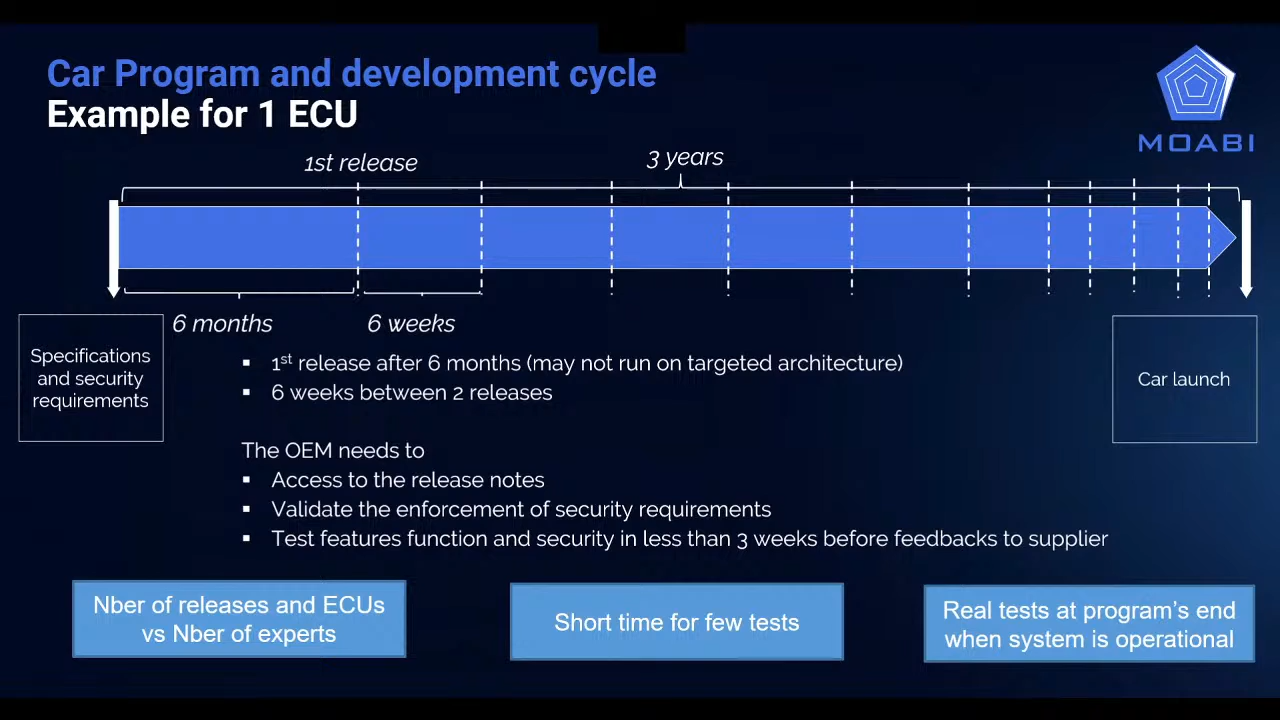 Car Program and development cycle
Example for 1 ECU
MOABI
1st release
3 years
6 months
6 weeks
Specifications
and security
requirements
Car launch
▪ 1st release after 6 months (may not run on targeted architecture)
▪ 6 weeks between 2 releases
The OEM needs to
▪ Access to the release notes
▪ Validate the enforcement of security requirements
▪ Test features function and security in less than 3 weeks before feedbacks to supplier
Nber of releases and ECUs
vs Nber of experts
Short time for few tests
Real tests at program's end
when system is operational